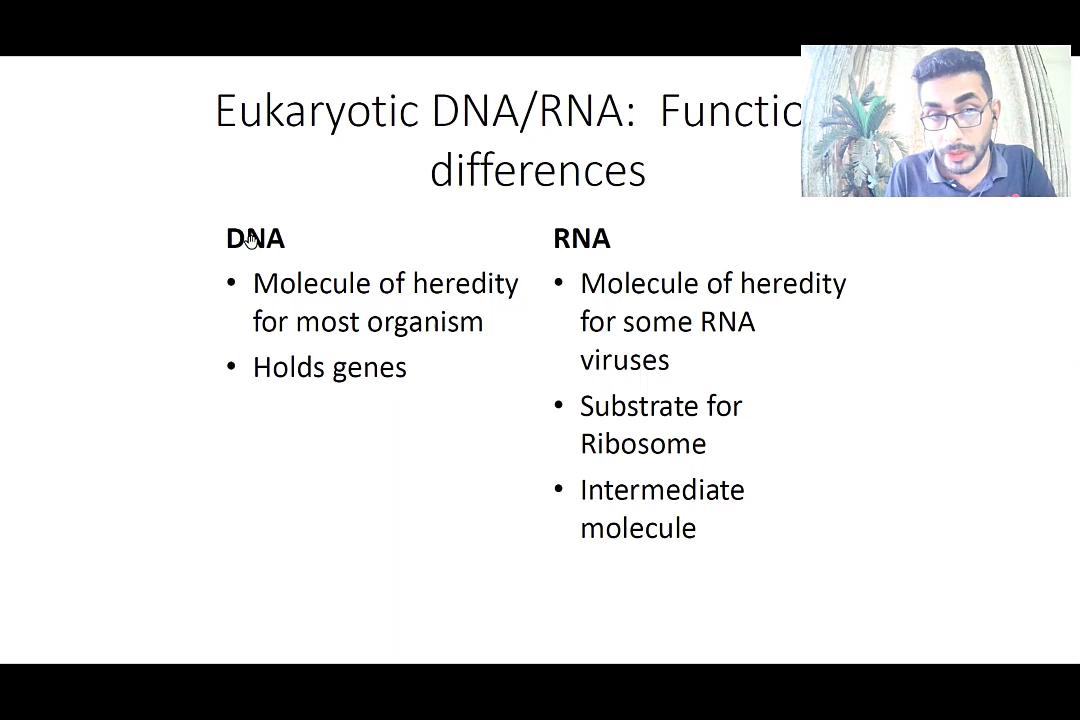 Eukaryotic DNA/RNA: Functio
differences
DNA
• Molecule of heredity
for most organism
• Holds genes
RNA
• Molecule of heredity
for some RNA
viruses
• Substrate for
Ribosome
• Intermediate
molecule